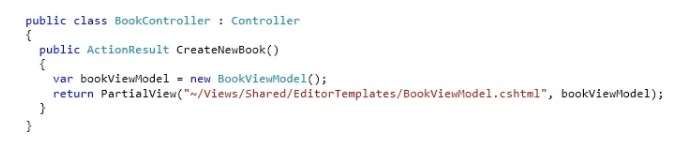 public class BookController : Controller
{
  public ActionResult CreateNewBook()
  {
    var bookViewModel = new BookViewModel();
    return PartialView("~/Views/Shared/EditorTemplates/BookViewModel.cshtml", bookViewModel);
  }
}